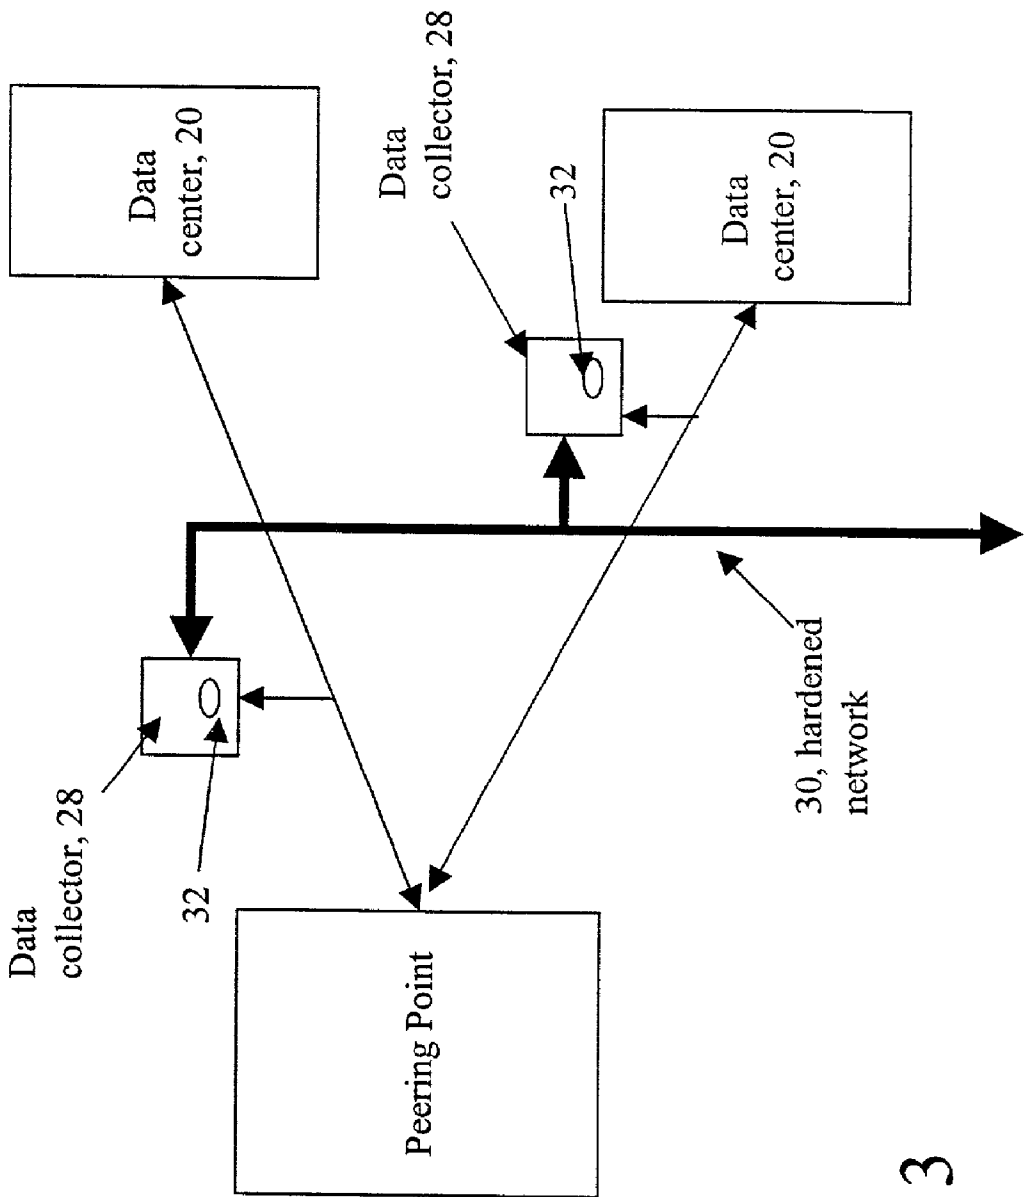 Data
center, 20
Data
collector, 28
32
Data
center, 20
Data
collector, 28
32
Peering Point
30, hardened
network
3